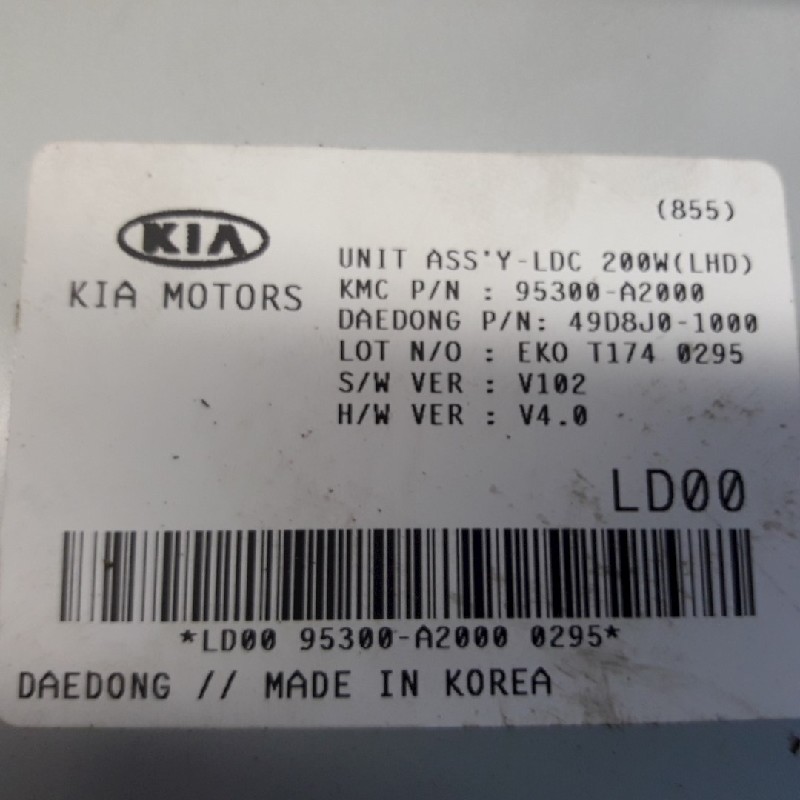 (855)
KIA
KIA MOTORS
UNIT ASS'Y-LDC 200W(LHD)
KMC P/N : 95300-A2000
DAEDONG P/N: 49D8J0-1000
LOT N/O : EKO T174 0295
S/W VER : V102
H/W VER : V4.0
LD00
*LD00 95300-A2000 0295*
DAEDONG // MADE IN KOREA